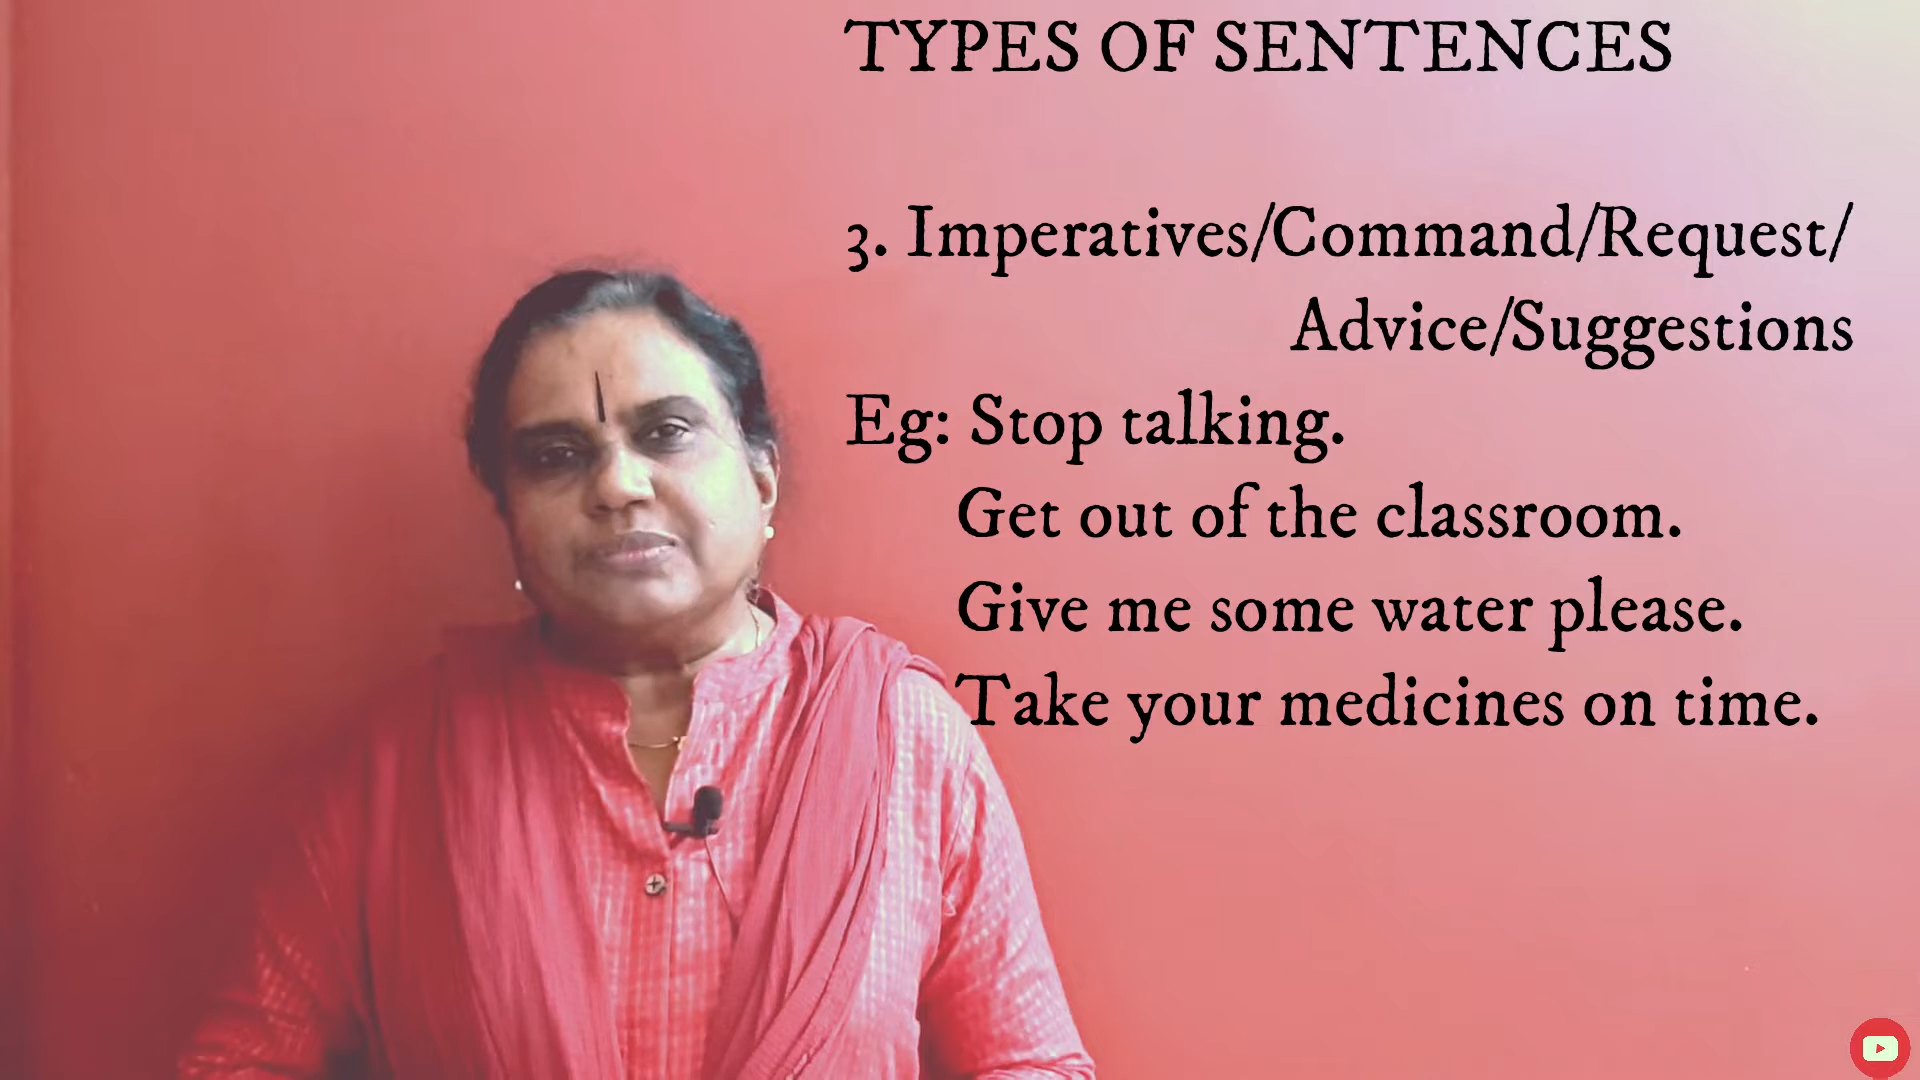 TYPES OF SENTENCES
3. Imperatives/Command/Request/
Advice/Suggestions
Eg: Stop talking.
Get out of the classroom.
Give me some water please.
Take your medicines on time.